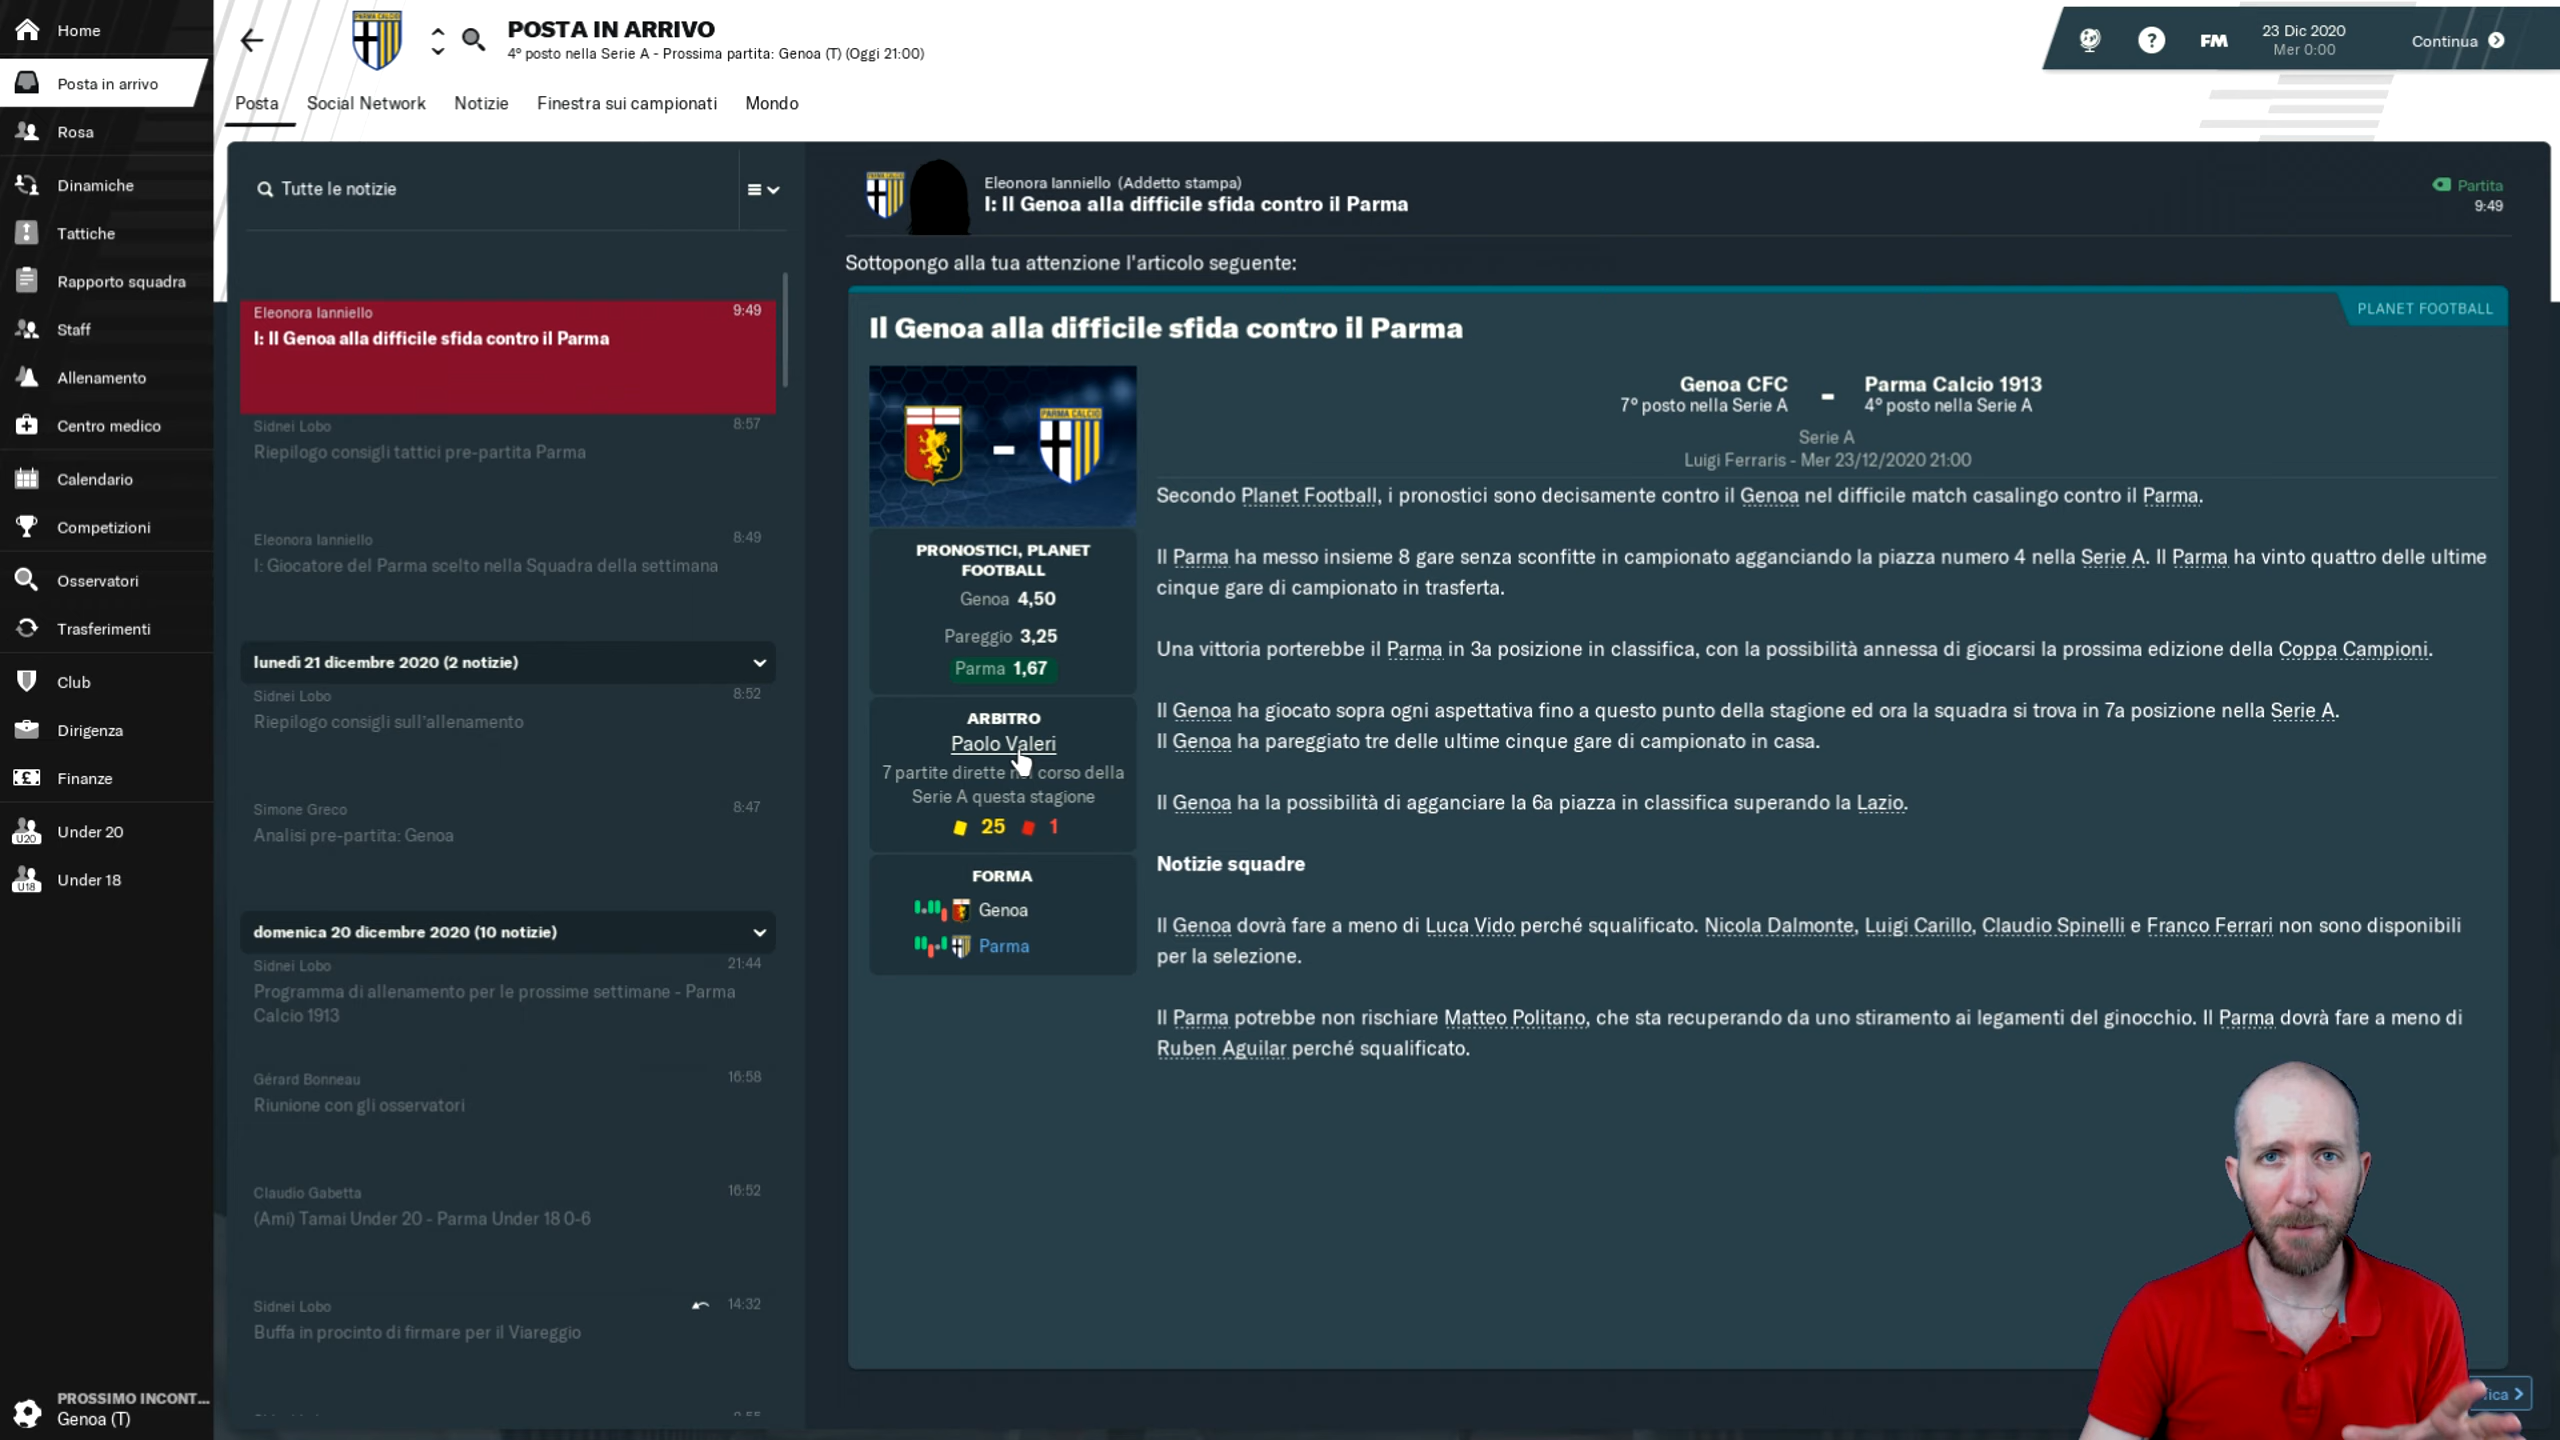 Home
Posta in arrivo
Rosa
Dinamiche
Tattiche
Rapporto squadra
Staff
Allenamento
Centro medico
Calendario
Competizioni
Osservatori
Trasferimenti
Club
Dirigenza
Finanze
U20
Under 20
U18
Under 18
PROSSIMO INCONT...
Genoa (T)
PARMA CALCIO
POSTA IN ARRIVO
4º posto nella Serie A - Prossima partita: Genoa (T) (Oggi 21:00)
FM
23 Dic 2020
Mer 0:00
Continua
Posta
Social Network
Notizie
Finestra sui campionati
Mondo
Tutte le notizie
Eleonora Ianniello 9:49
I: Il Genoa alla difficile sfida contro il Parma
Sidnei Lobo 8:57
Riepilogo consigli tattici pre-partita Parma
Eleonora Ianniello 8:49
I: Giocatore del Parma scelto nella Squadra della settimana
lunedì 21 dicembre 2020 (2 notizie)
Sidnei Lobo 8:52
Riepilogo consigli sull'allenamento
Simone Greco 8:47
Analisi pre-partita: Genoa
domenica 20 dicembre 2020 (10 notizie)
Sidnei Lobo 21:44
Programma di allenamento per le prossime settimane - Parma
Calcio 1913
Gérard Bonneau 16:58
Riunione con gli osservatori
Claudio Gabetta 16:52
(Ami) Tamai Under 20 - Parma Under 18 0-6
Sidnei Lobo 14:32
Buffa in procinto di firmare per il Viareggio
Eleonora Ianniello (Addetto stampa)
I: Il Genoa alla difficile sfida contro il Parma
Partita
9:49
Sottopongo alla tua attenzione l'articolo seguente:
PLANET FOOTBALL
Il Genoa alla difficile sfida contro il Parma
PARMA CALCIO
Genoa CFC - Parma Calcio 1913
7º posto nella Serie A 4º posto nella Serie A
Serie A
Luigi Ferraris - Mer 23/12/2020 21:00
PRONOSTICI, PLANET
FOOTBALL
Genoa 4,50
Pareggio 3,25
Parma 1,67
ARBITRO
Paolo Valeri
7 partite dirette corso della
Serie A questa stagione
25 1
FORMA
Genoa
Parma
Secondo Planet Football, i pronostici sono decisamente contro il Genoa nel difficile match casalingo contro il Parma.
Il Parma ha messo insieme 8 gare senza sconfitte in campionato agganciando la piazza numero 4 nella Serie A. Il Parma ha vinto quattro delle ultime
cinque gare di campionato in trasferta.
Una vittoria porterebbe il Parma in 3a posizione in classifica, con la possibilità annessa di giocarsi la prossima edizione della Coppa Campioni.
Il Genoa ha giocato sopra ogni aspettativa fino a questo punto della stagione ed ora la squadra si trova in 7a posizione nella Serie A.
Il Genoa ha pareggiato tre delle ultime cinque gare di campionato in casa.
Il Genoa ha la possibilità di agganciare la 6a piazza in classifica superando la Lazio.
Notizie squadre
Il Genoa dovrà fare a meno di Luca Vido perché squalificato. Nicola Dalmonte, Luigi Carillo, Claudio Spinelli e Franco Ferrari non sono disponibili
per la selezione.
Il Parma potrebbe non rischiare Matteo Politano, che sta recuperando da uno stiramento ai legamenti del ginocchio. Il Parma dovrà fare a meno di
Ruben Aguilar perché squalificato.